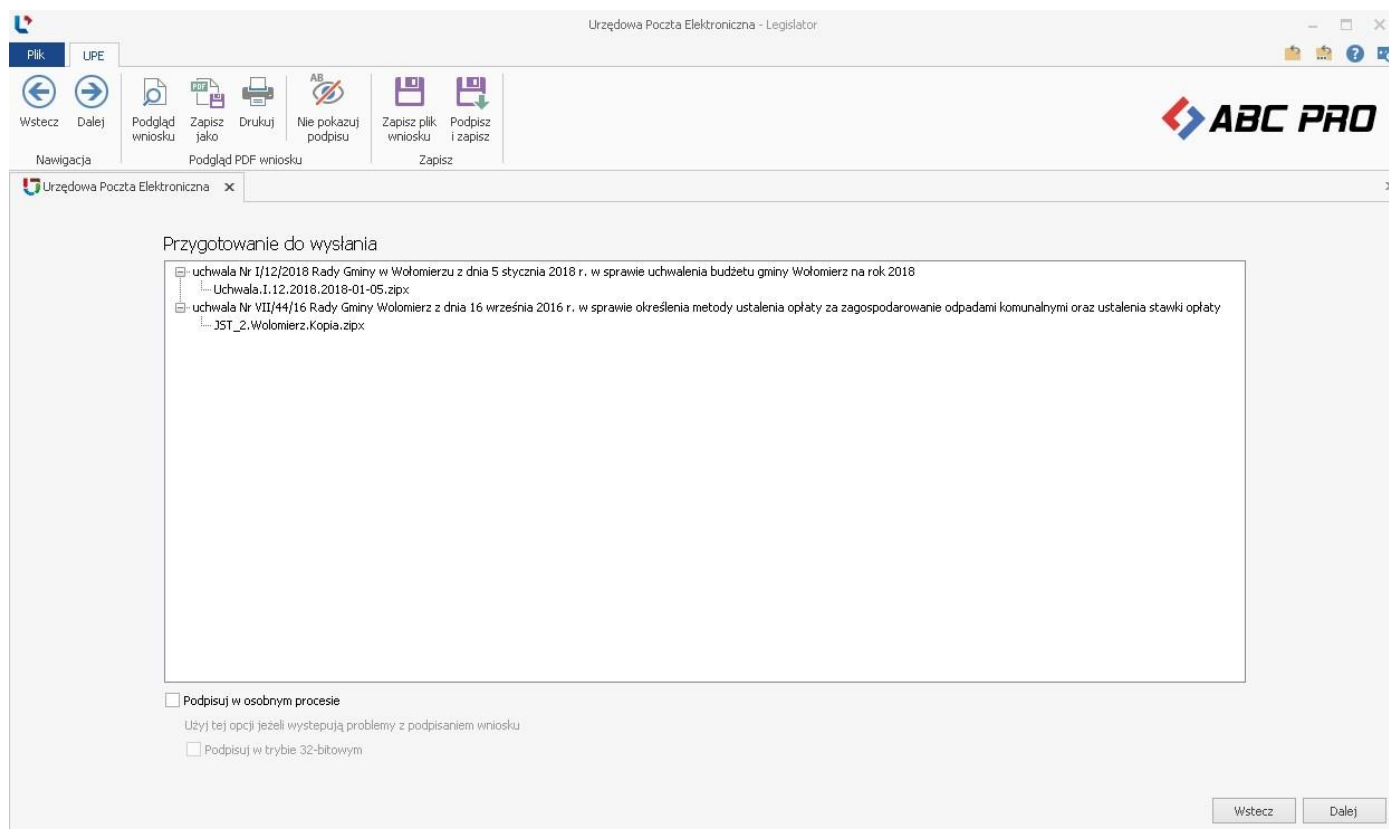 Urzędowa Poczta Elektroniczna - Legislator
Plik UPE
Wstecz Dalej Podgląd wniosku Zapisz jako Drukuj Nie pokazuj podpisu Zapisz plik wniosku Podpisz i zapisz
Nawigacja Podgląd PDF wniosku Zapisz
ABC PRO
Urzędowa Poczta Elektroniczna
Przygotowanie do wysłania
uchwala Nr I/12/2018 Rady Gminy w Wołomierzu z dnia 5 stycznia 2018 r. w sprawie uchwalenia budżetu gminy Wołomierz na rok 2018
Uchwala.I.12.2018.2018-01-05.zipx
uchwala Nr VII/44/16 Rady Gminy Wolomierz z dnia 16 września 2016 r. w sprawie określenia metody ustalenia opłaty za zagospodarowanie odpadami komunalnymi oraz ustalenia stawki opłaty
JST_2.Wolomierz.Kopia.zipx
Podpisuj w osobnym procesie
Użyj tej opcji jeżeli wystepują problemy z podpisaniem wniosku
Podpisuj w trybie 32-bitowym
Wstecz Dalej